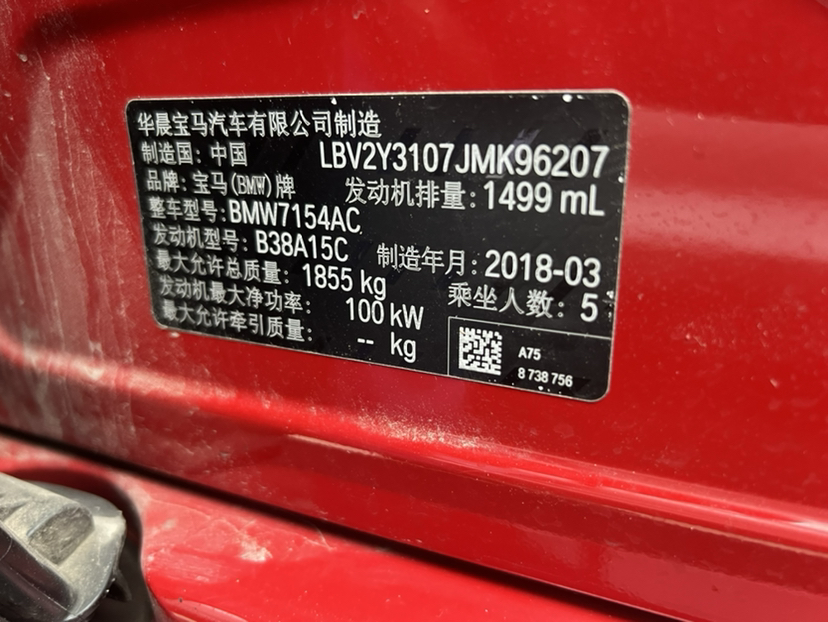 华晨宝马汽车有限公司制造
制造国: 中国 LBV2Y3107JMK96207
品牌: 宝马(BMW)牌 发动机排量: 1499 mL
整车型号: BMW7154AC
发动机型号: B38A15C 制造年月: 2018-03
最大允许总质量: 1855 kg 乘坐人数: 5
发动机最大净功率: 100 kW
最大允许牵引质量: -- kg
A75
8 738 756